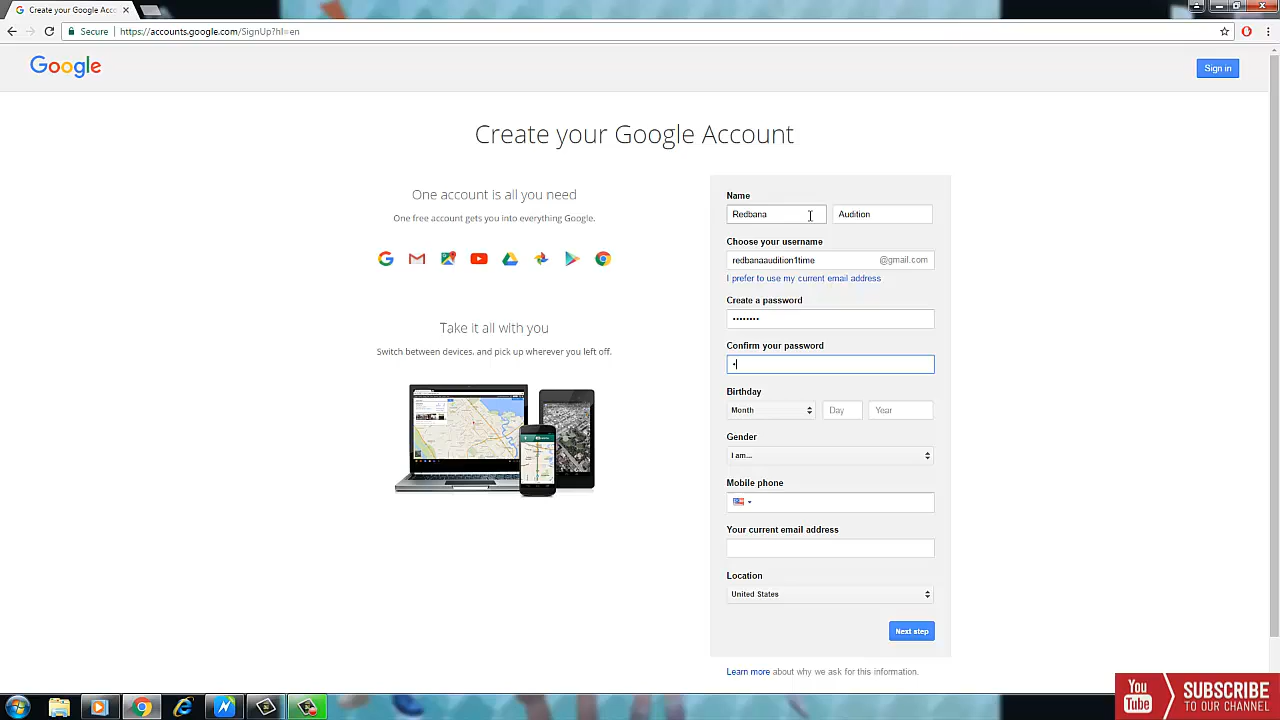 Create your Google Acco
Secure
https://accounts.google.com/SignUp?hl=en
Google
Sign in
Create your Google Account
One account is all you need
One free account gets you into everything Google.
Take it all with you
Switch between devices, and pick up wherever you left off.
Name
Redbana
Audition
Choose your username
redbanaaudition1time
@gmail.com
I prefer to use my current email address
Create a password
••••••••
Confirm your password
•
Birthday
Month
Day
Year
Gender
I am...
Mobile phone
Your current email address
Location
United States
Next step
Learn more about why we ask for this information.
You
Tube
SUBSCRIBE
TO OUR CHANNEL